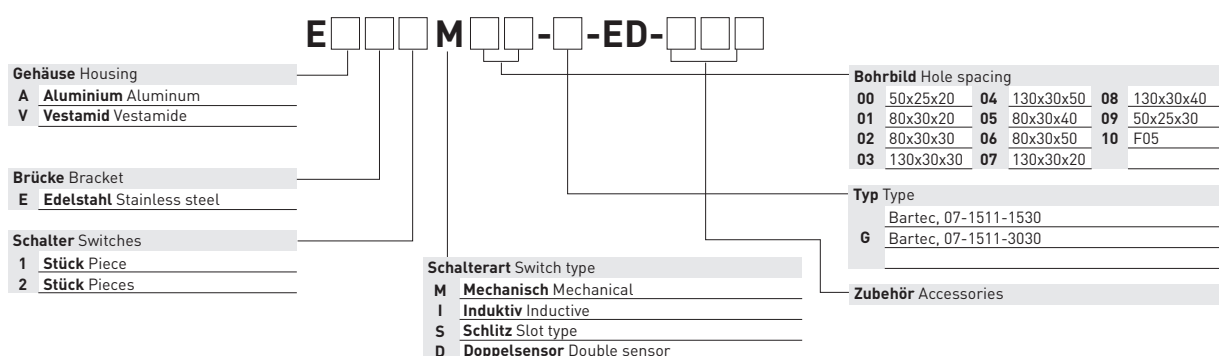 E M - -ED-
Gehäuse Housing
A Aluminium Aluminum
V Vestamid Vestamide
Brücke Bracket
E Edelstahl Stainless steel
Schalter Switches
1 Stück Piece
2 Stück Pieces
Schalterart Switch type
M Mechanisch Mechanical
I Induktiv Inductive
S Schlitz Slot type
D Doppelsensor Double sensor
Bohrbild Hole spacing
00 50x25x20 04 130x30x50 08 130x30x40
01 80x30x20 05 80x30x40 09 50x25x30
02 80x30x30 06 80x30x50 10 F05
03 130x30x30 07 130x30x20
Typ Type
Bartec, 07-1511-1530
G Bartec, 07-1511-3030
Zubehör Accessories